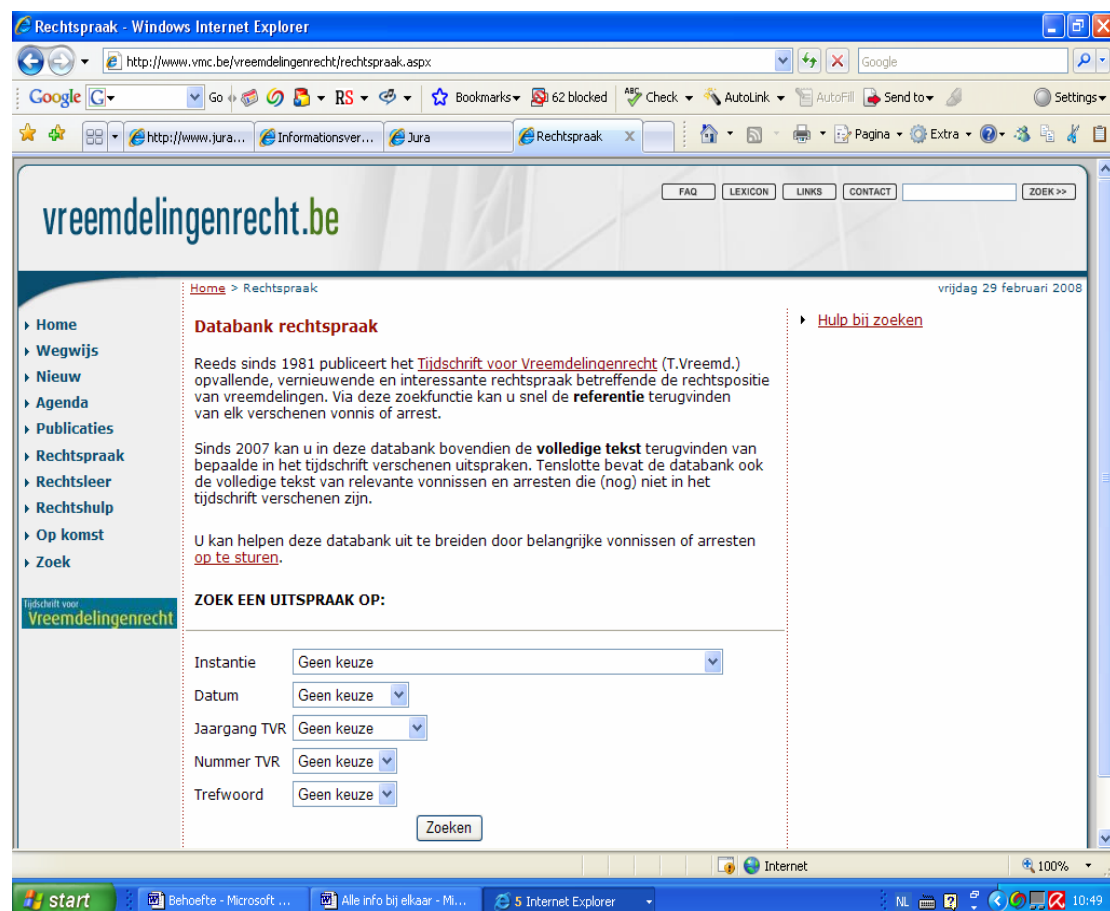 Rechtspraak - Windows Internet Explorer
http://www.vmc.be/vreemdelingenrecht/rechtspraak.aspx
Google
Google G Go RS Bookmarks 62 blocked ABC Check AutoLink AutoFill Send to Settings
http://www.jura... Informationsver... Jura Rechtspraak X Pagina Extra
FAQ LEXICON LINKS CONTACT ZOEK >>
vreemdelingenrecht.be
Home > Rechtspraak
vrijdag 29 februari 2008
Home
Wegwijs
Nieuw
Agenda
Publicaties
Rechtspraak
Rechtsleer
Rechtshulp
Op komst
Zoek
Tijdschrift voor
Vreemdelingenrecht
Databank rechtspraak
Reeds sinds 1981 publiceert het Tijdschrift voor Vreemdelingenrecht (T.Vreemd.)
opvallende, vernieuwende en interessante rechtspraak betreffende de rechtspositie
van vreemdelingen. Via deze zoekfunctie kan u snel de referentie terugvinden
van elk verschenen vonnis of arrest.
Sinds 2007 kan u in deze databank bovendien de volledige tekst terugvinden van
bepaalde in het tijdschrift verschenen uitspraken. Tenslotte bevat de databank ook
de volledige tekst van relevante vonnissen en arresten die (nog) niet in het
tijdschrift verschenen zijn.
U kan helpen deze databank uit te breiden door belangrijke vonnissen of arresten
op te sturen.
ZOEK EEN UITSPRAAK OP:
Instantie Geen keuze
Datum Geen keuze
Jaargang TVR Geen keuze
Nummer TVR Geen keuze
Trefwoord Geen keuze
Zoeken
Hulp bij zoeken
Internet 100%
start Behoefte - Microsoft ... Alle info bij elkaar - Mi... 5 Internet Explorer NL 10:49